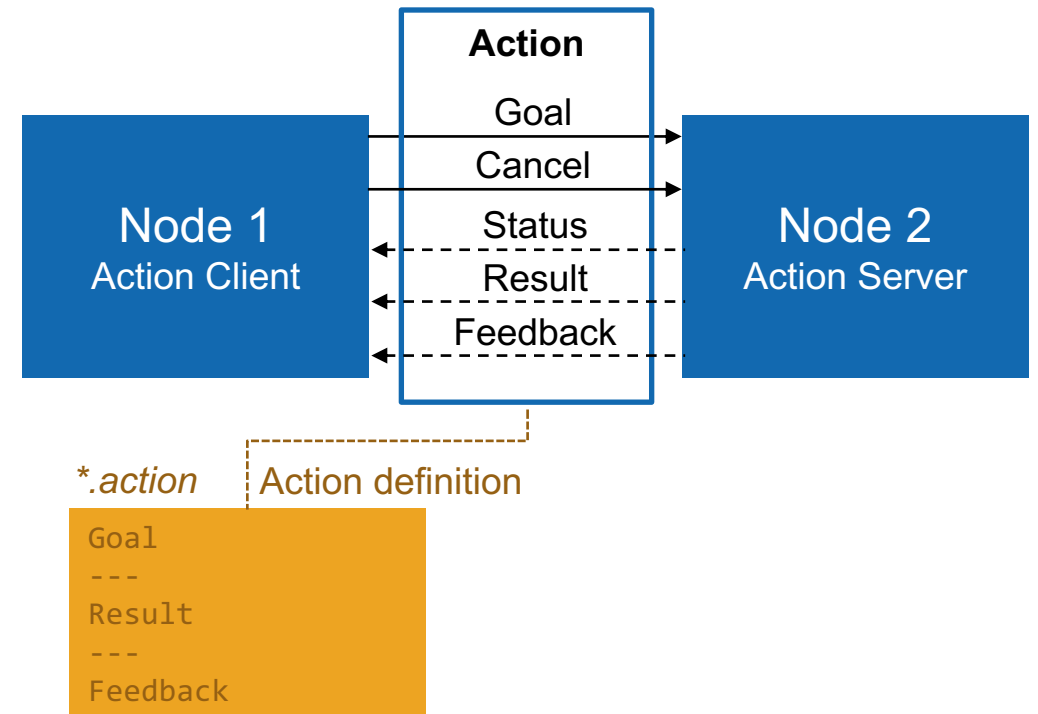 Action
Goal
Cancel
Status
Result
Feedback
Node 1
Action Client
Node 2
Action Server
*.action
Action definition
Goal
---
Result
---
Feedback